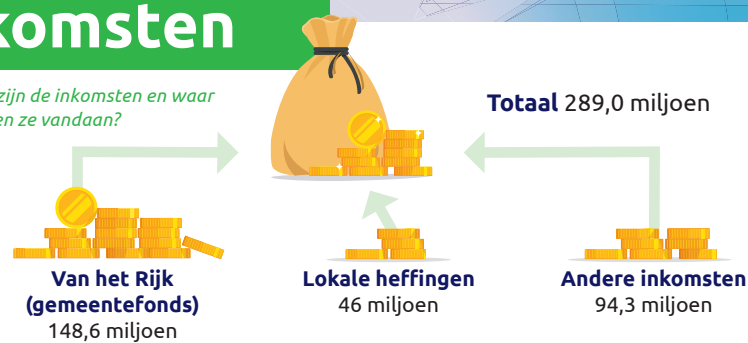 komsten
zijn de inkomsten en waar
en ze vandaan?
Totaal 289,0 miljoen
Van het Rijk
(gemeentefonds)
148,6 miljoen
Lokale heffingen
46 miljoen
Andere inkomsten
94,3 miljoen